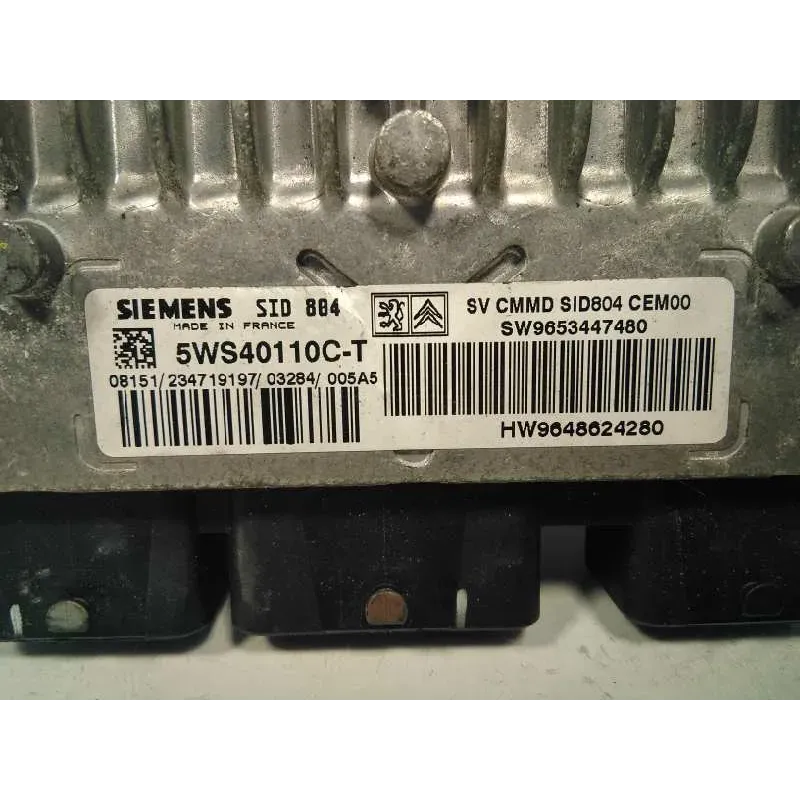 SIEMENS SID 804
MADE IN FRANCE
5WS40110C-T
08151/234719197/03284/005A5
SV CMMD SID804 CEM00
SW9653447480
HW9648624280